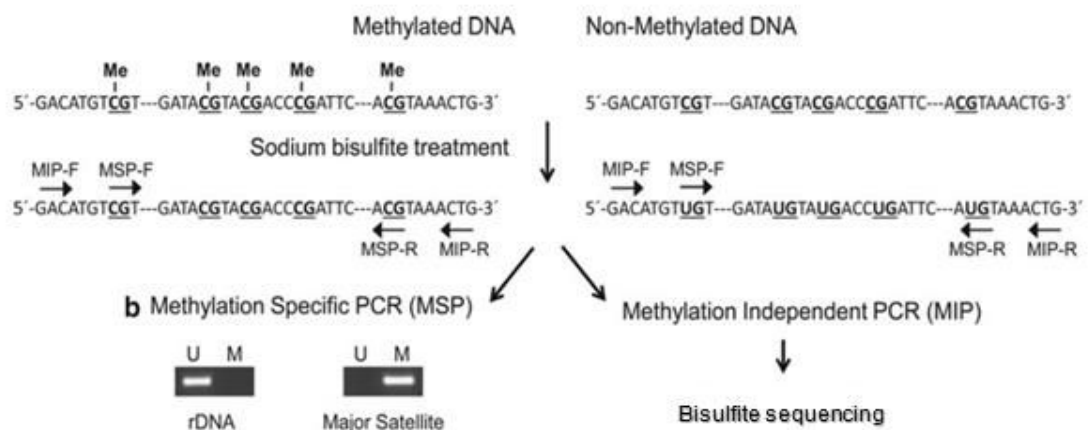 Methylated DNA Non-Methylated DNA
Me Me Me Me Me
5´-GACATGTCGT---GATACGTACGACCCGATTC---ACGTAAACTG-3´ 5´-GACATGTCGT---GATACGTACGACCCGATTC---ACGTAAACTG-3´
Sodium bisulfite treatment
MIP-F MSP-F MIP-F MSP-F
5´-GACATGTCGT---GATACGTACGACCCGATTC---ACGTAAACTG-3´ 5´-GACATGTUGT---GATAUGTAUGACCUGATTC---AUGTAAACTG-3´
MSP-R MIP-R MSP-R MIP-R
b Methylation Specific PCR (MSP) Methylation Independent PCR (MIP)
U M U M
rDNA Major Satellite Bisulfite sequencing